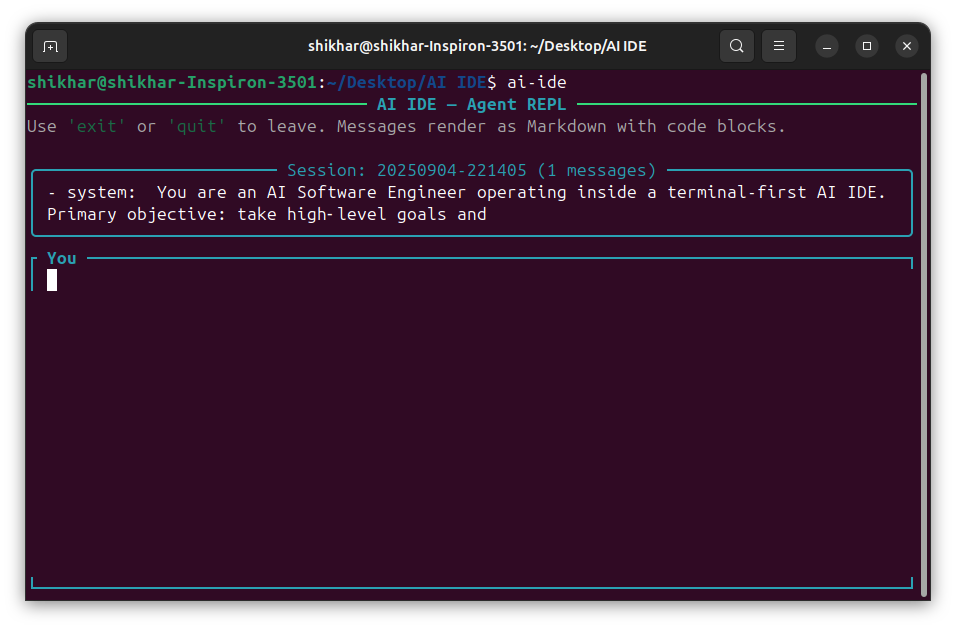 shikhar@shikhar-Inspiron-3501: ~/Desktop/AI IDE
shikhar@shikhar-Inspiron-3501:~/Desktop/AI IDE$ ai-ide
AI IDE — Agent REPL
Use 'exit' or 'quit' to leave. Messages render as Markdown with code blocks.
Session: 20250904-221405 (1 messages)
- system:  You are an AI Software Engineer operating inside a terminal-first AI IDE.
Primary objective: take high-level goals and
You